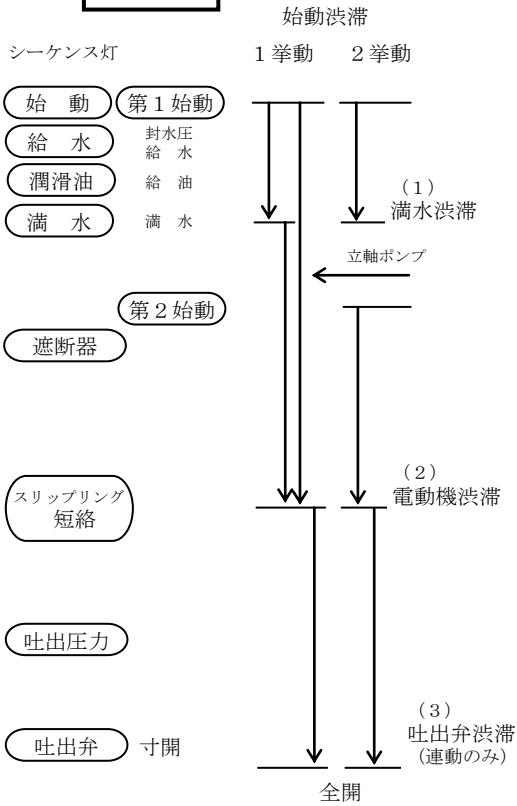 始動渋滞
シーケンス灯 1挙動 2挙動
始 動 第1始動
給 水 封水圧
給 水
潤滑油 給 油
満 水 満 水
(1)
満水渋滞
立軸ポンプ
第2始動
遮断器
(2)
電動機渋滞
スリップリング
短絡
吐出圧力
(3)
吐出弁渋滞
(連動のみ)
吐出弁 寸開
全開